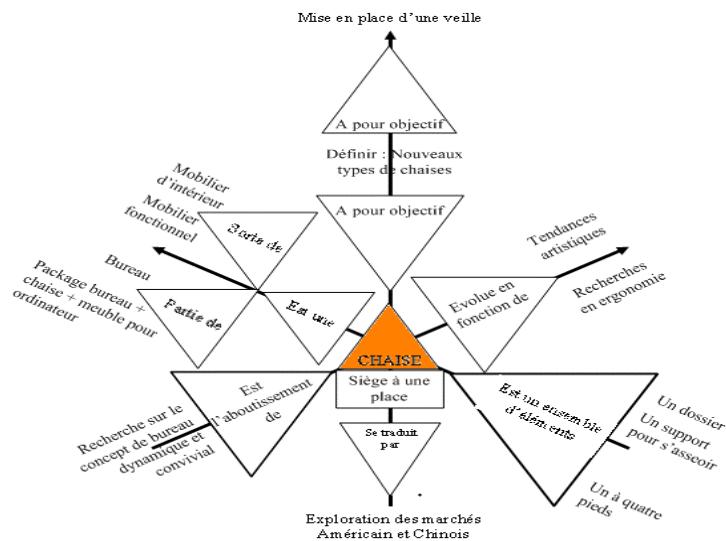 Mise en place d'une veille
A pour objectif
Définir : Nouveaux
types de chaises
A pour objectif
Mobilier
d'intérieur
Mobilier
fonctionnel
Sorte de
Bureau
Package bureau +
chaise + meuble pour
ordinateur
Partie de
Est une
Tendances
artistiques
Recherches
en ergonomie
Evolue en
fonction de
CHAISE
Siège à une
place
Est
l'aboutissement
de
Recherche sur le
concept de bureau
dynamique et
convivial
Se traduit
par
Est un ensemble
d'éléments
Un dossier
Un support
pour s'asseoir
Un à quatre
pieds
Exploration des marchés
Américain et Chinois